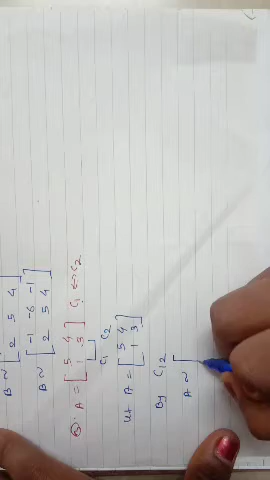 B ~ [ 2 5 4 ]
B ~ [ -1 -6 -1
2 5 4 ]
Q. A = [ 5 4
1 3 ] C₁ ↔ C₂
C₁ C₂
Let A = [ 5 4
1 3 ]
By C₁₂
A ~ [